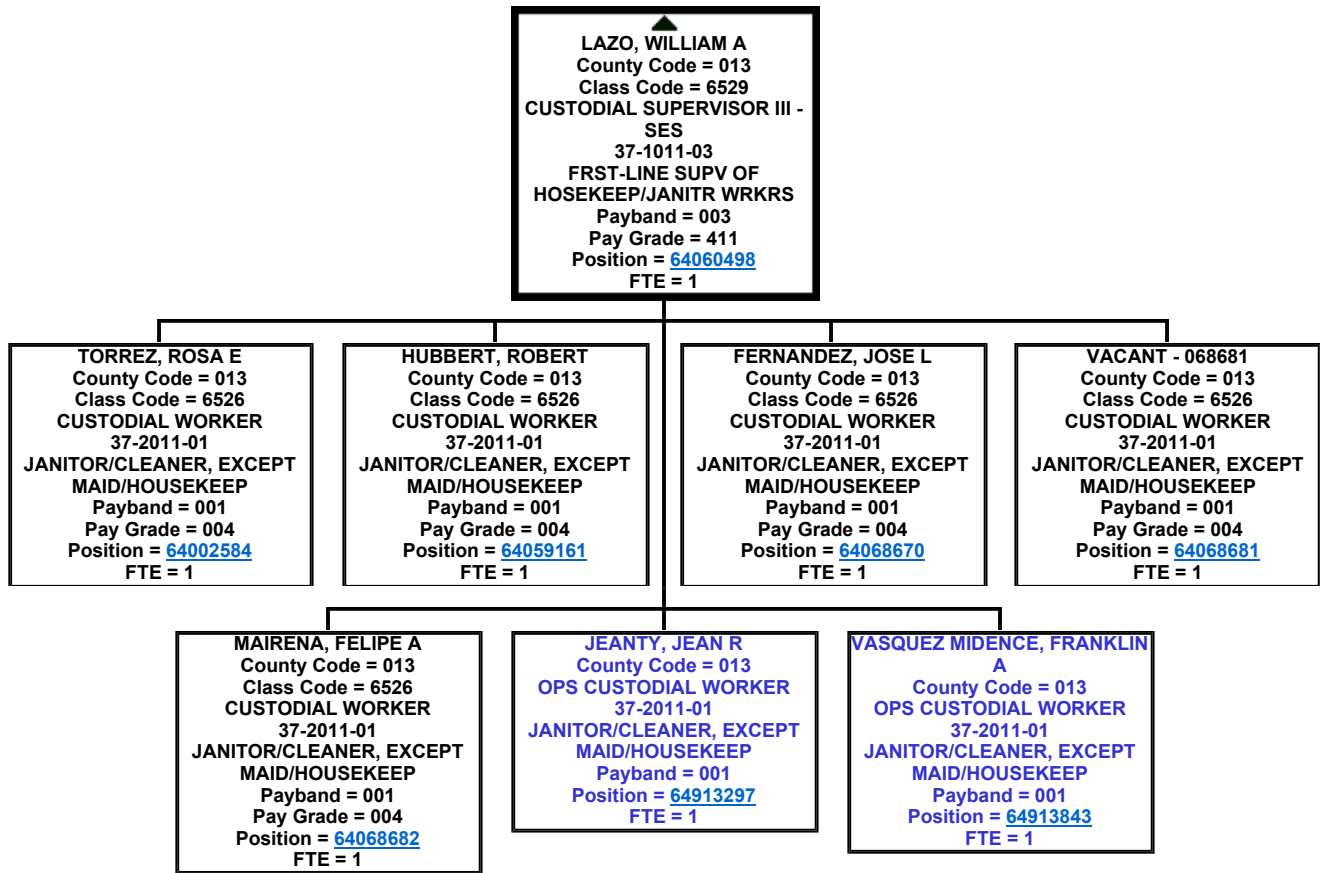 LAZO, WILLIAM A
County Code = 013
Class Code = 6529
CUSTODIAL SUPERVISOR III -
SES
37-1011-03
FRST-LINE SUPV OF
HOSEKEEP/JANITR WRKRS
Payband = 003
Pay Grade = 411
Position = 64060498
FTE = 1
TORREZ, ROSA E
County Code = 013
Class Code = 6526
CUSTODIAL WORKER
37-2011-01
JANITOR/CLEANER, EXCEPT
MAID/HOUSEKEEP
Payband = 001
Pay Grade = 004
Position = 64002584
FTE = 1
HUBBERT, ROBERT
County Code = 013
Class Code = 6526
CUSTODIAL WORKER
37-2011-01
JANITOR/CLEANER, EXCEPT
MAID/HOUSEKEEP
Payband = 001
Pay Grade = 004
Position = 64059161
FTE = 1
FERNANDEZ, JOSE L
County Code = 013
Class Code = 6526
CUSTODIAL WORKER
37-2011-01
JANITOR/CLEANER, EXCEPT
MAID/HOUSEKEEP
Payband = 001
Pay Grade = 004
Position = 64068670
FTE = 1
VACANT - 068681
County Code = 013
Class Code = 6526
CUSTODIAL WORKER
37-2011-01
JANITOR/CLEANER, EXCEPT
MAID/HOUSEKEEP
Payband = 001
Pay Grade = 004
Position = 64068681
FTE = 1
MAIRENA, FELIPE A
County Code = 013
Class Code = 6526
CUSTODIAL WORKER
37-2011-01
JANITOR/CLEANER, EXCEPT
MAID/HOUSEKEEP
Payband = 001
Pay Grade = 004
Position = 64068682
FTE = 1
JEANTY, JEAN R
County Code = 013
OPS CUSTODIAL WORKER
37-2011-01
JANITOR/CLEANER, EXCEPT
MAID/HOUSEKEEP
Payband = 001
Position = 64913297
FTE = 1
VASQUEZ MIDENCE, FRANKLIN
A
County Code = 013
OPS CUSTODIAL WORKER
37-2011-01
JANITOR/CLEANER, EXCEPT
MAID/HOUSEKEEP
Payband = 001
Position = 64913843
FTE = 1